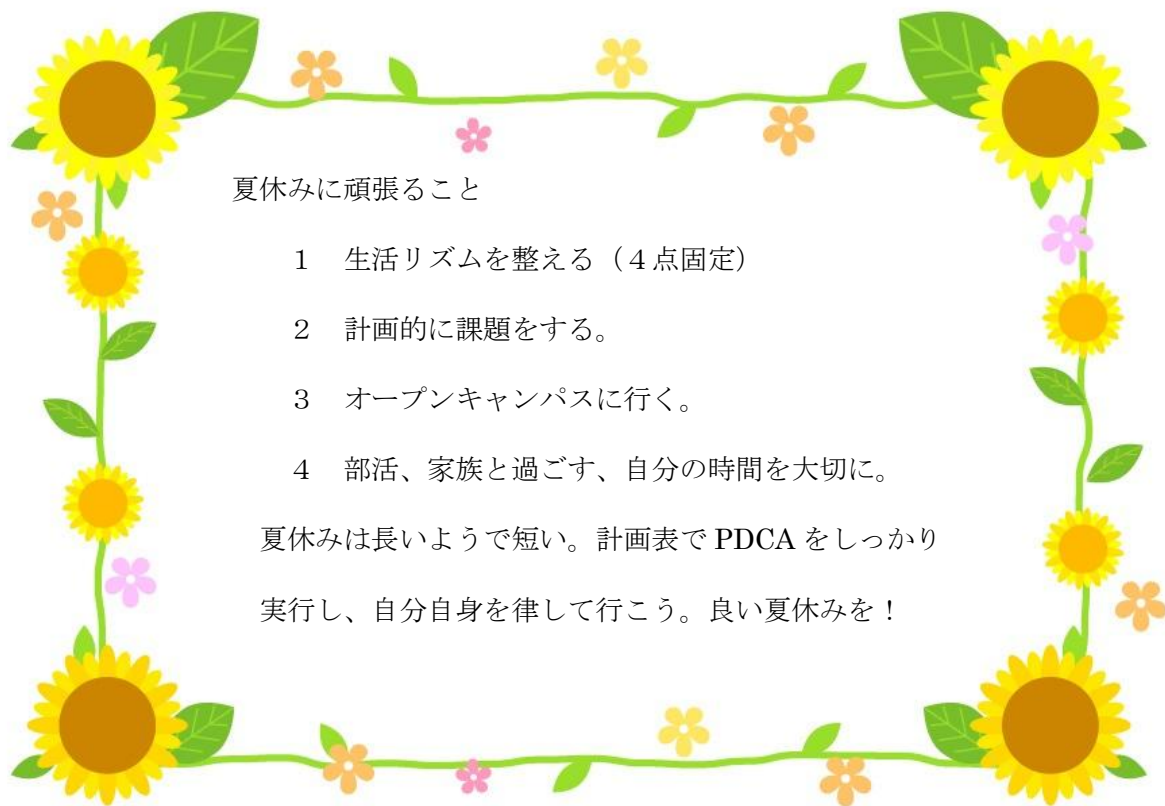 夏休みに頑張ること
１　生活リズムを整える（４点固定）
２　計画的に課題をする。
３　オープンキャンパスに行く。
４　部活、家族と過ごす、自分の時間を大切に。
夏休みは長いようで短い。計画表で PDCA をしっかり
実行し、自分自身を律して行こう。良い夏休みを！